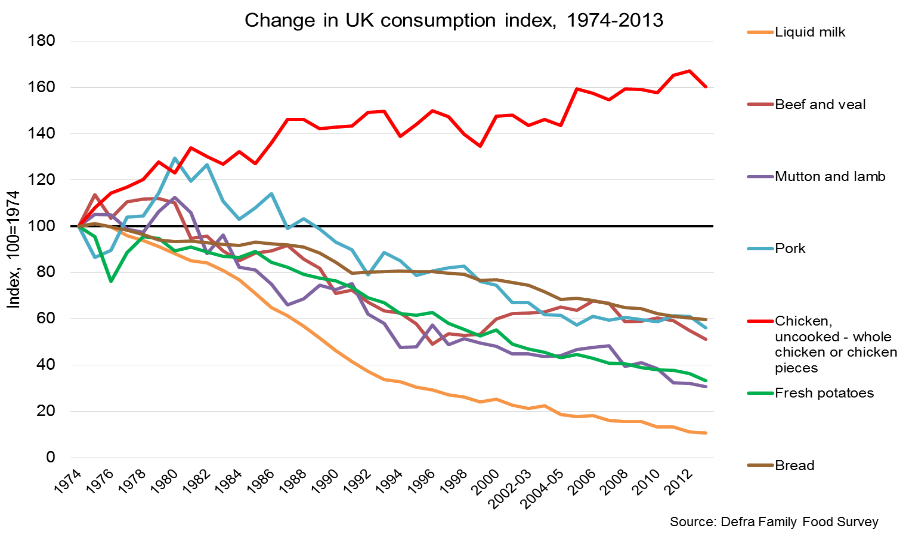 Change in UK consumption index, 1974-2013
Index, 100=1974
180
160
140
120
100
80
60
40
20
0
1974
1976
1978
1980
1982
1984
1986
1988
1990
1992
1994
1996
1998
2000
2002-03
2004-05
2006
2008
2010
2012
Liquid milk
Beef and veal
Mutton and lamb
Pork
Chicken,
uncooked - whole
chicken or chicken
pieces
Fresh potatoes
Bread
Source: Defra Family Food Survey